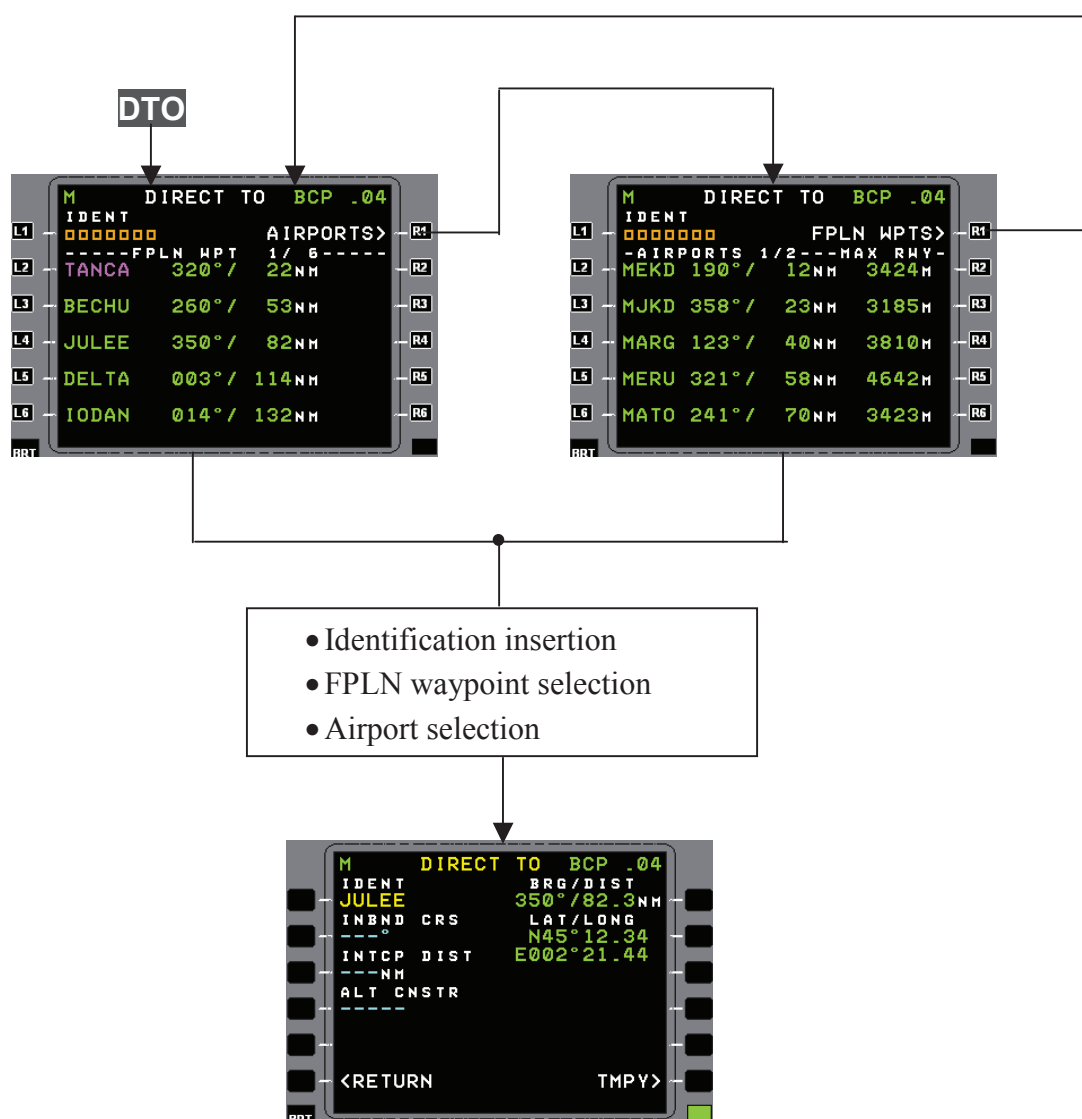 DTO
M DIRECT TO BCP .04
IDENT
L1 □□□□□□□ AIRPORTS> R1
-----FPLN WPT 1/ 6-----
L2 TANCA 320°/ 22NM R2
L3 BECHU 260°/ 53NM R3
L4 JULEE 350°/ 82NM R4
L5 DELTA 003°/ 114NM R5
L6 IODAN 014°/ 132NM R6
BRT
M DIRECT TO BCP .04
IDENT
L1 □□□□□□□ FPLN WPTS> R1
-AIRPORTS 1/2---MAX RWY-
L2 MEKD 190°/ 12NM 3424M R2
L3 MJKD 358°/ 23NM 3185M R3
L4 MARG 123°/ 40NM 3810M R4
L5 MERU 321°/ 58NM 4642M R5
L6 MATO 241°/ 70NM 3423M R6
BRT
• Identification insertion
• FPLN waypoint selection
• Airport selection
M DIRECT TO BCP .04
IDENT BRG/DIST
JULEE 350°/82.3NM
INBND CRS LAT/LONG
---° N45°12.34
INTCP DIST E002°21.44
---NM
ALT CNSTR
-----
<RETURN TMPY>
BRT